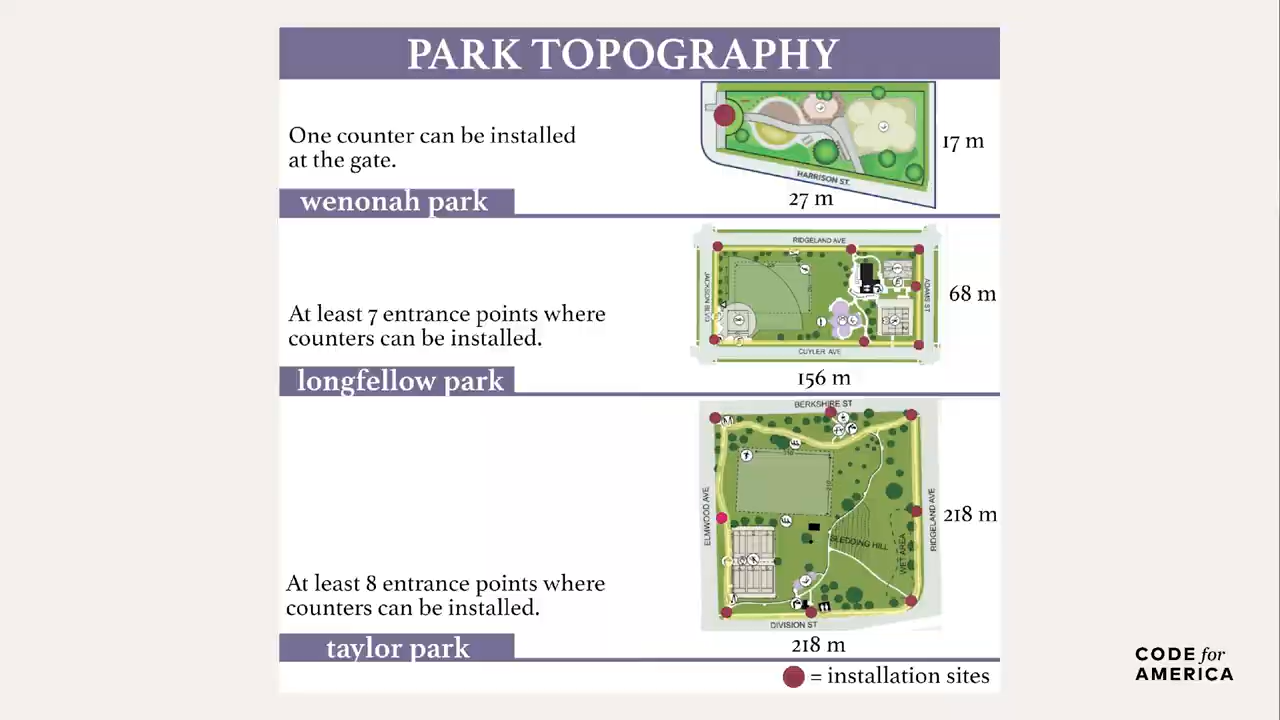 PARK TOPOGRAPHY
One counter can be installed
at the gate.
HARRISON ST.
17 m
27 m
wenonah park
RIDGELAND AVE
JACKSON BLVD
ADAMS ST
At least 7 entrance points where
counters can be installed.
68 m
CUYLER AVE
156 m
longfellow park
BERKSHIRE ST
ELMWOOD AVE
RIDGELAND AVE
218 m
SLEDDING HILL
WET AREA
At least 8 entrance points where
counters can be installed.
DIVISION ST
218 m
taylor park
= installation sites
CODE for
AMERICA